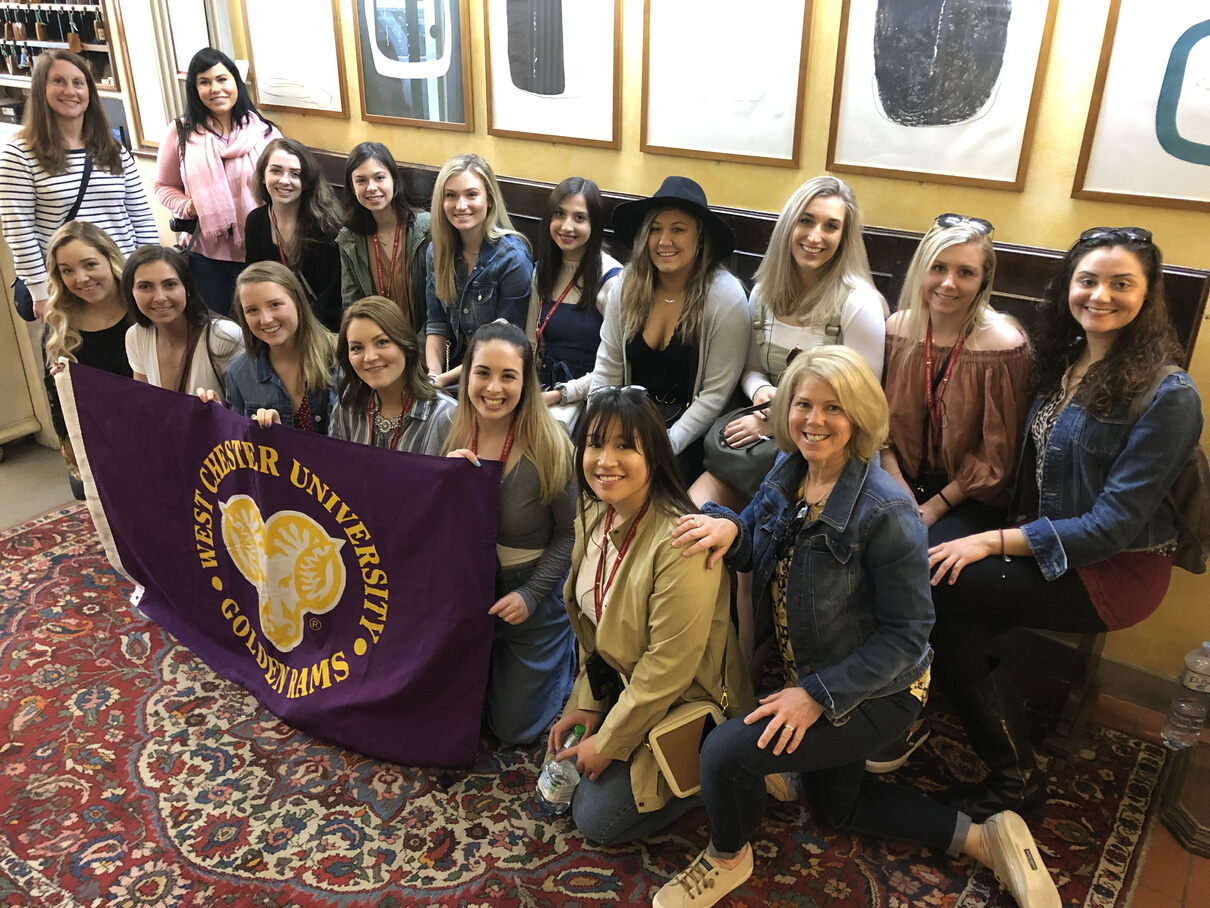 • WEST CHESTER UNIVERSITY •
GOLDEN RAMS
®